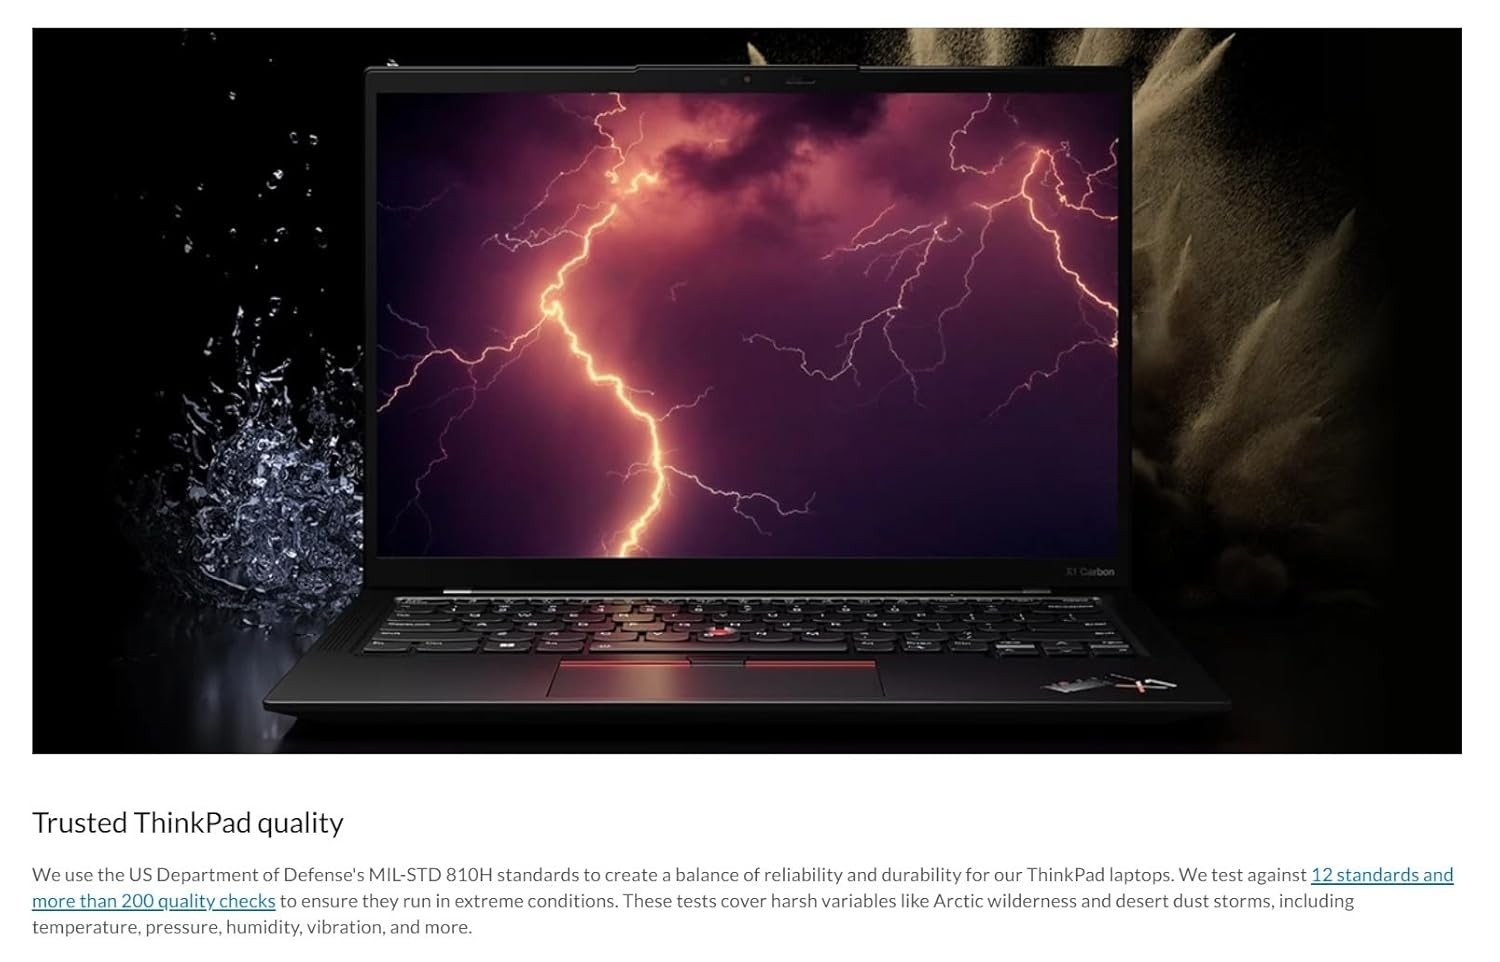 X1 Carbon
Trusted ThinkPad quality
We use the US Department of Defense's MIL-STD 810H standards to create a balance of reliability and durability for our ThinkPad laptops. We test against 12 standards and
more than 200 quality checks to ensure they run in extreme conditions. These tests cover harsh variables like Arctic wilderness and desert dust storms, including
temperature, pressure, humidity, vibration, and more.